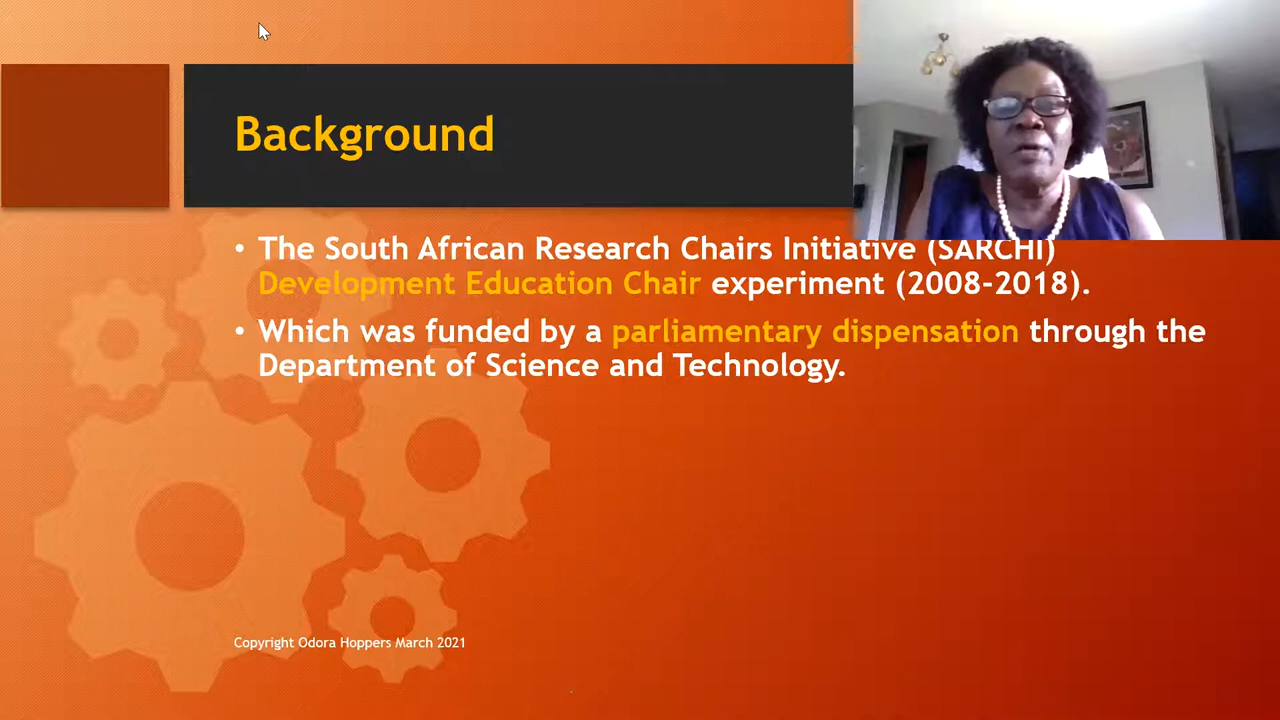 Background
• The South African Research Chairs Initiative (SARCHI)
Development Education Chair experiment (2008-2018).
• Which was funded by a parliamentary dispensation through the
Department of Science and Technology.
Copyright Odora Hoppers March 2021